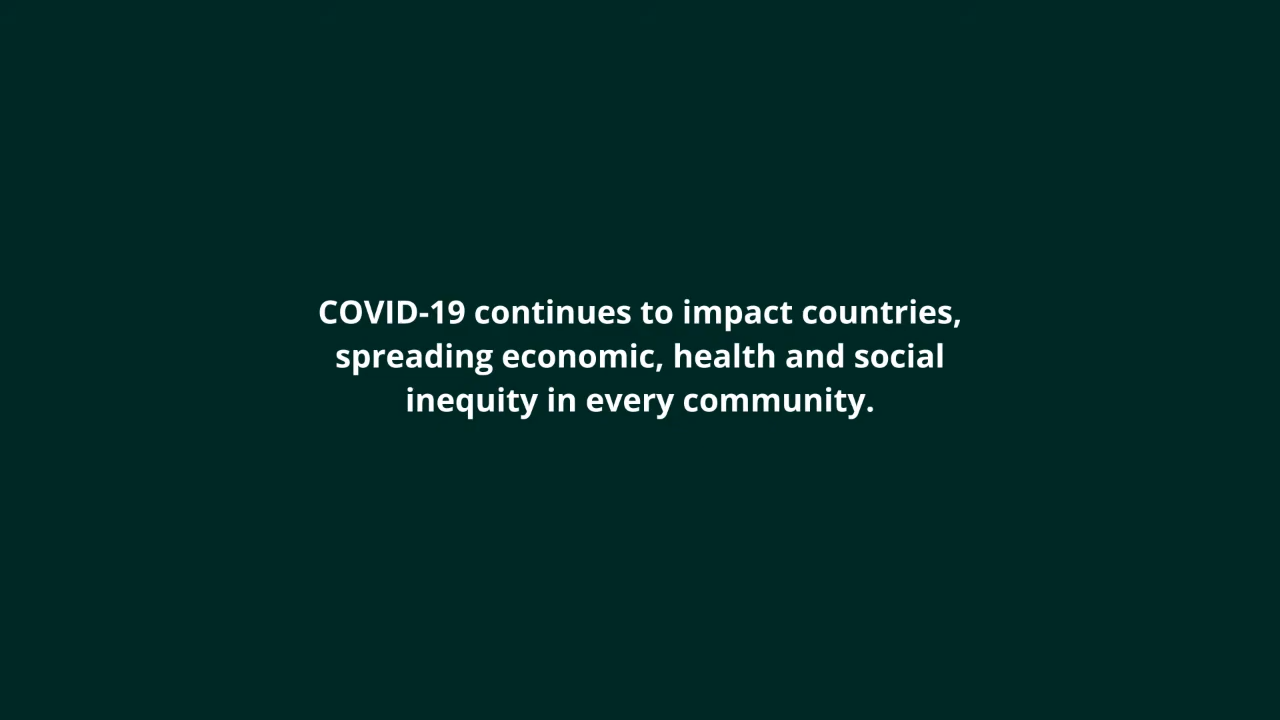 COVID-19 continues to impact countries,
spreading economic, health and social
inequity in every community.